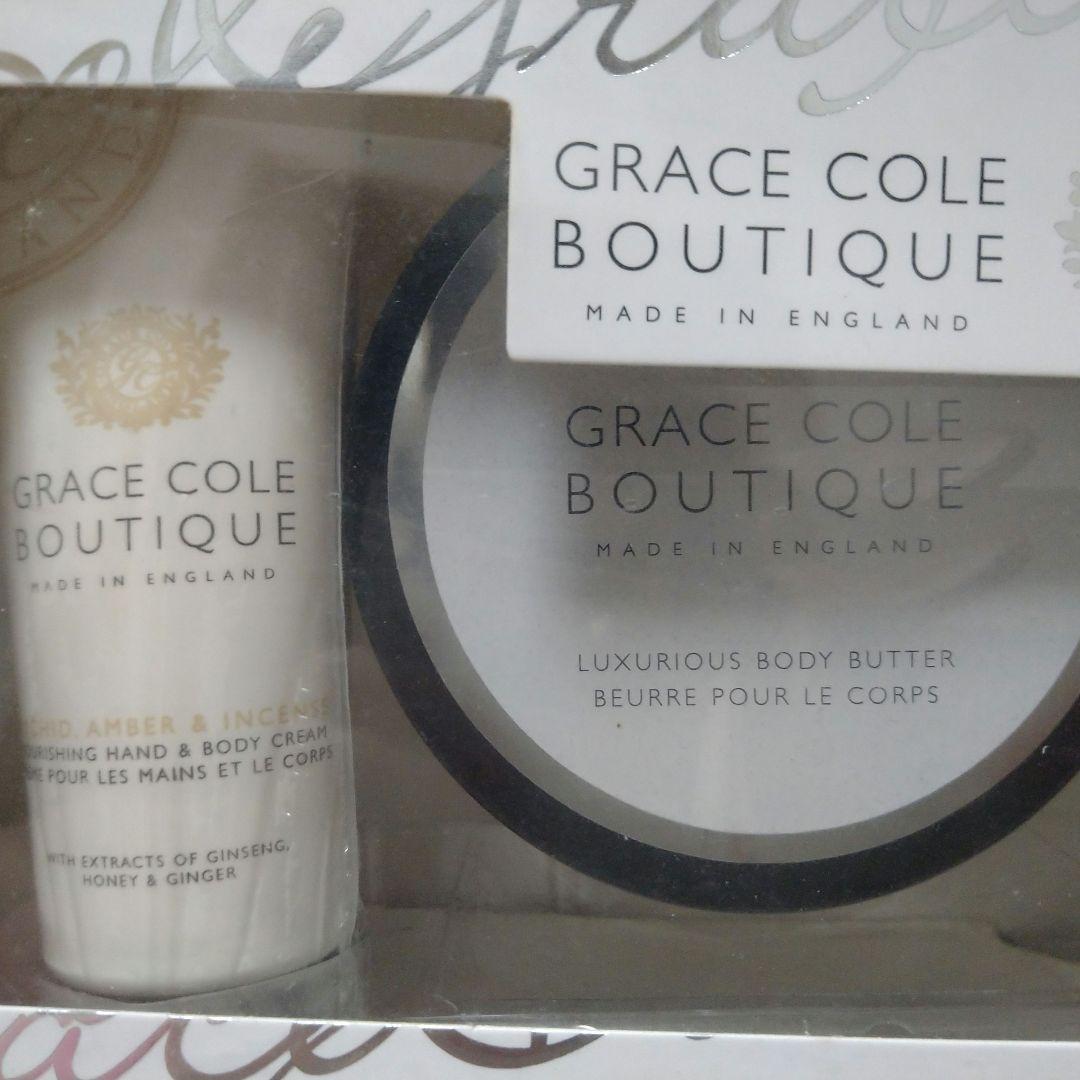 GRACE COLE
BOUTIQUE
MADE IN ENGLAND
GRACE COLE
BOUTIQUE
MADE IN ENGLAND
LUXURIOUS BODY BUTTER
BEURRE POUR LE CORPS
GRACE COLE
BOUTIQUE
MADE IN ENGLAND
AMBER & INCENSE
HAND & BODY CREAM
POUR LES MAINS ET LE CORPS
WITH EXTRACTS OF GINSENG,
HONEY & GINGER